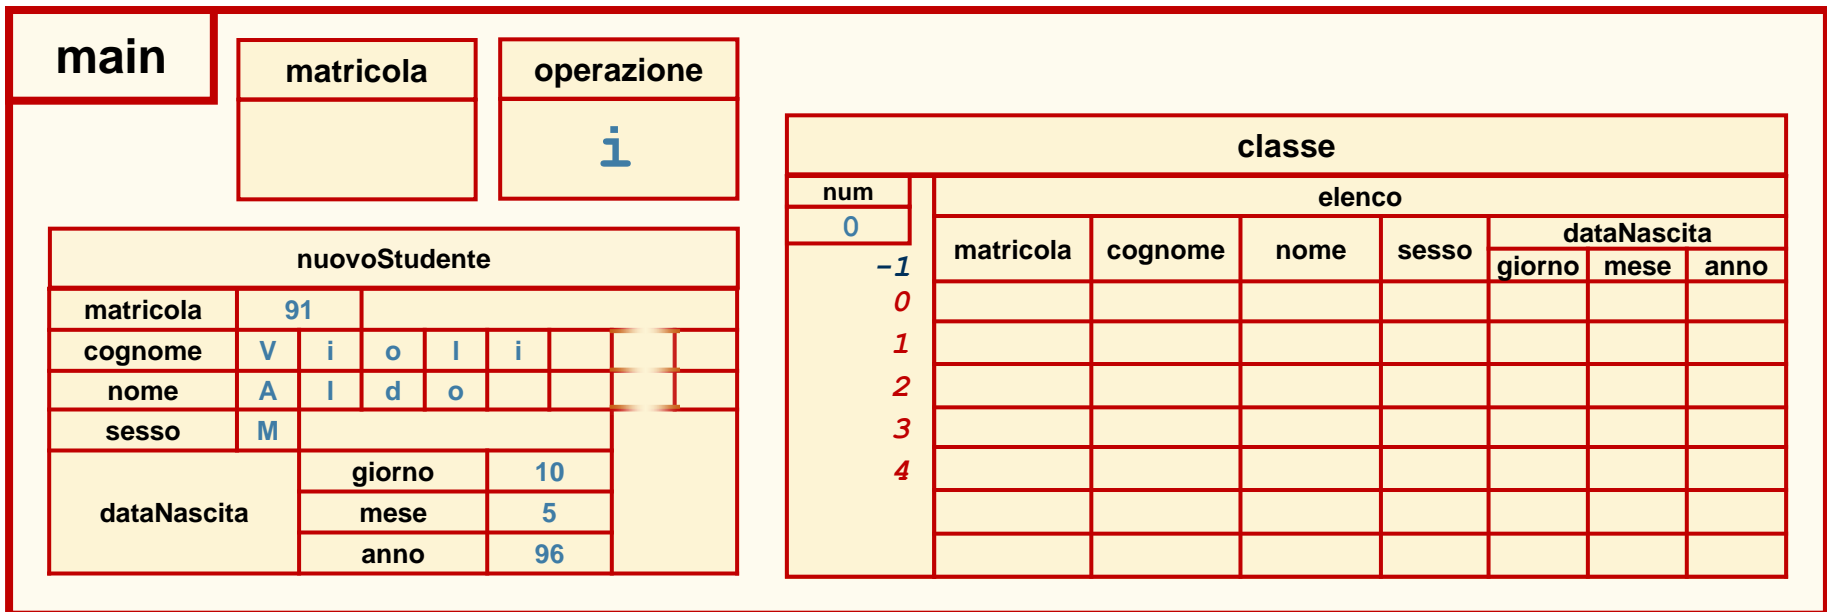 main
matricola
operazione
i
nuovoStudente
matricola 91
cognome V i o l i
nome A l d o
sesso M
dataNascita
giorno 10
mese 5
anno 96
classe
num
0
elenco
matricola cognome nome sesso dataNascita
giorno mese anno
-1
0
1
2
3
4